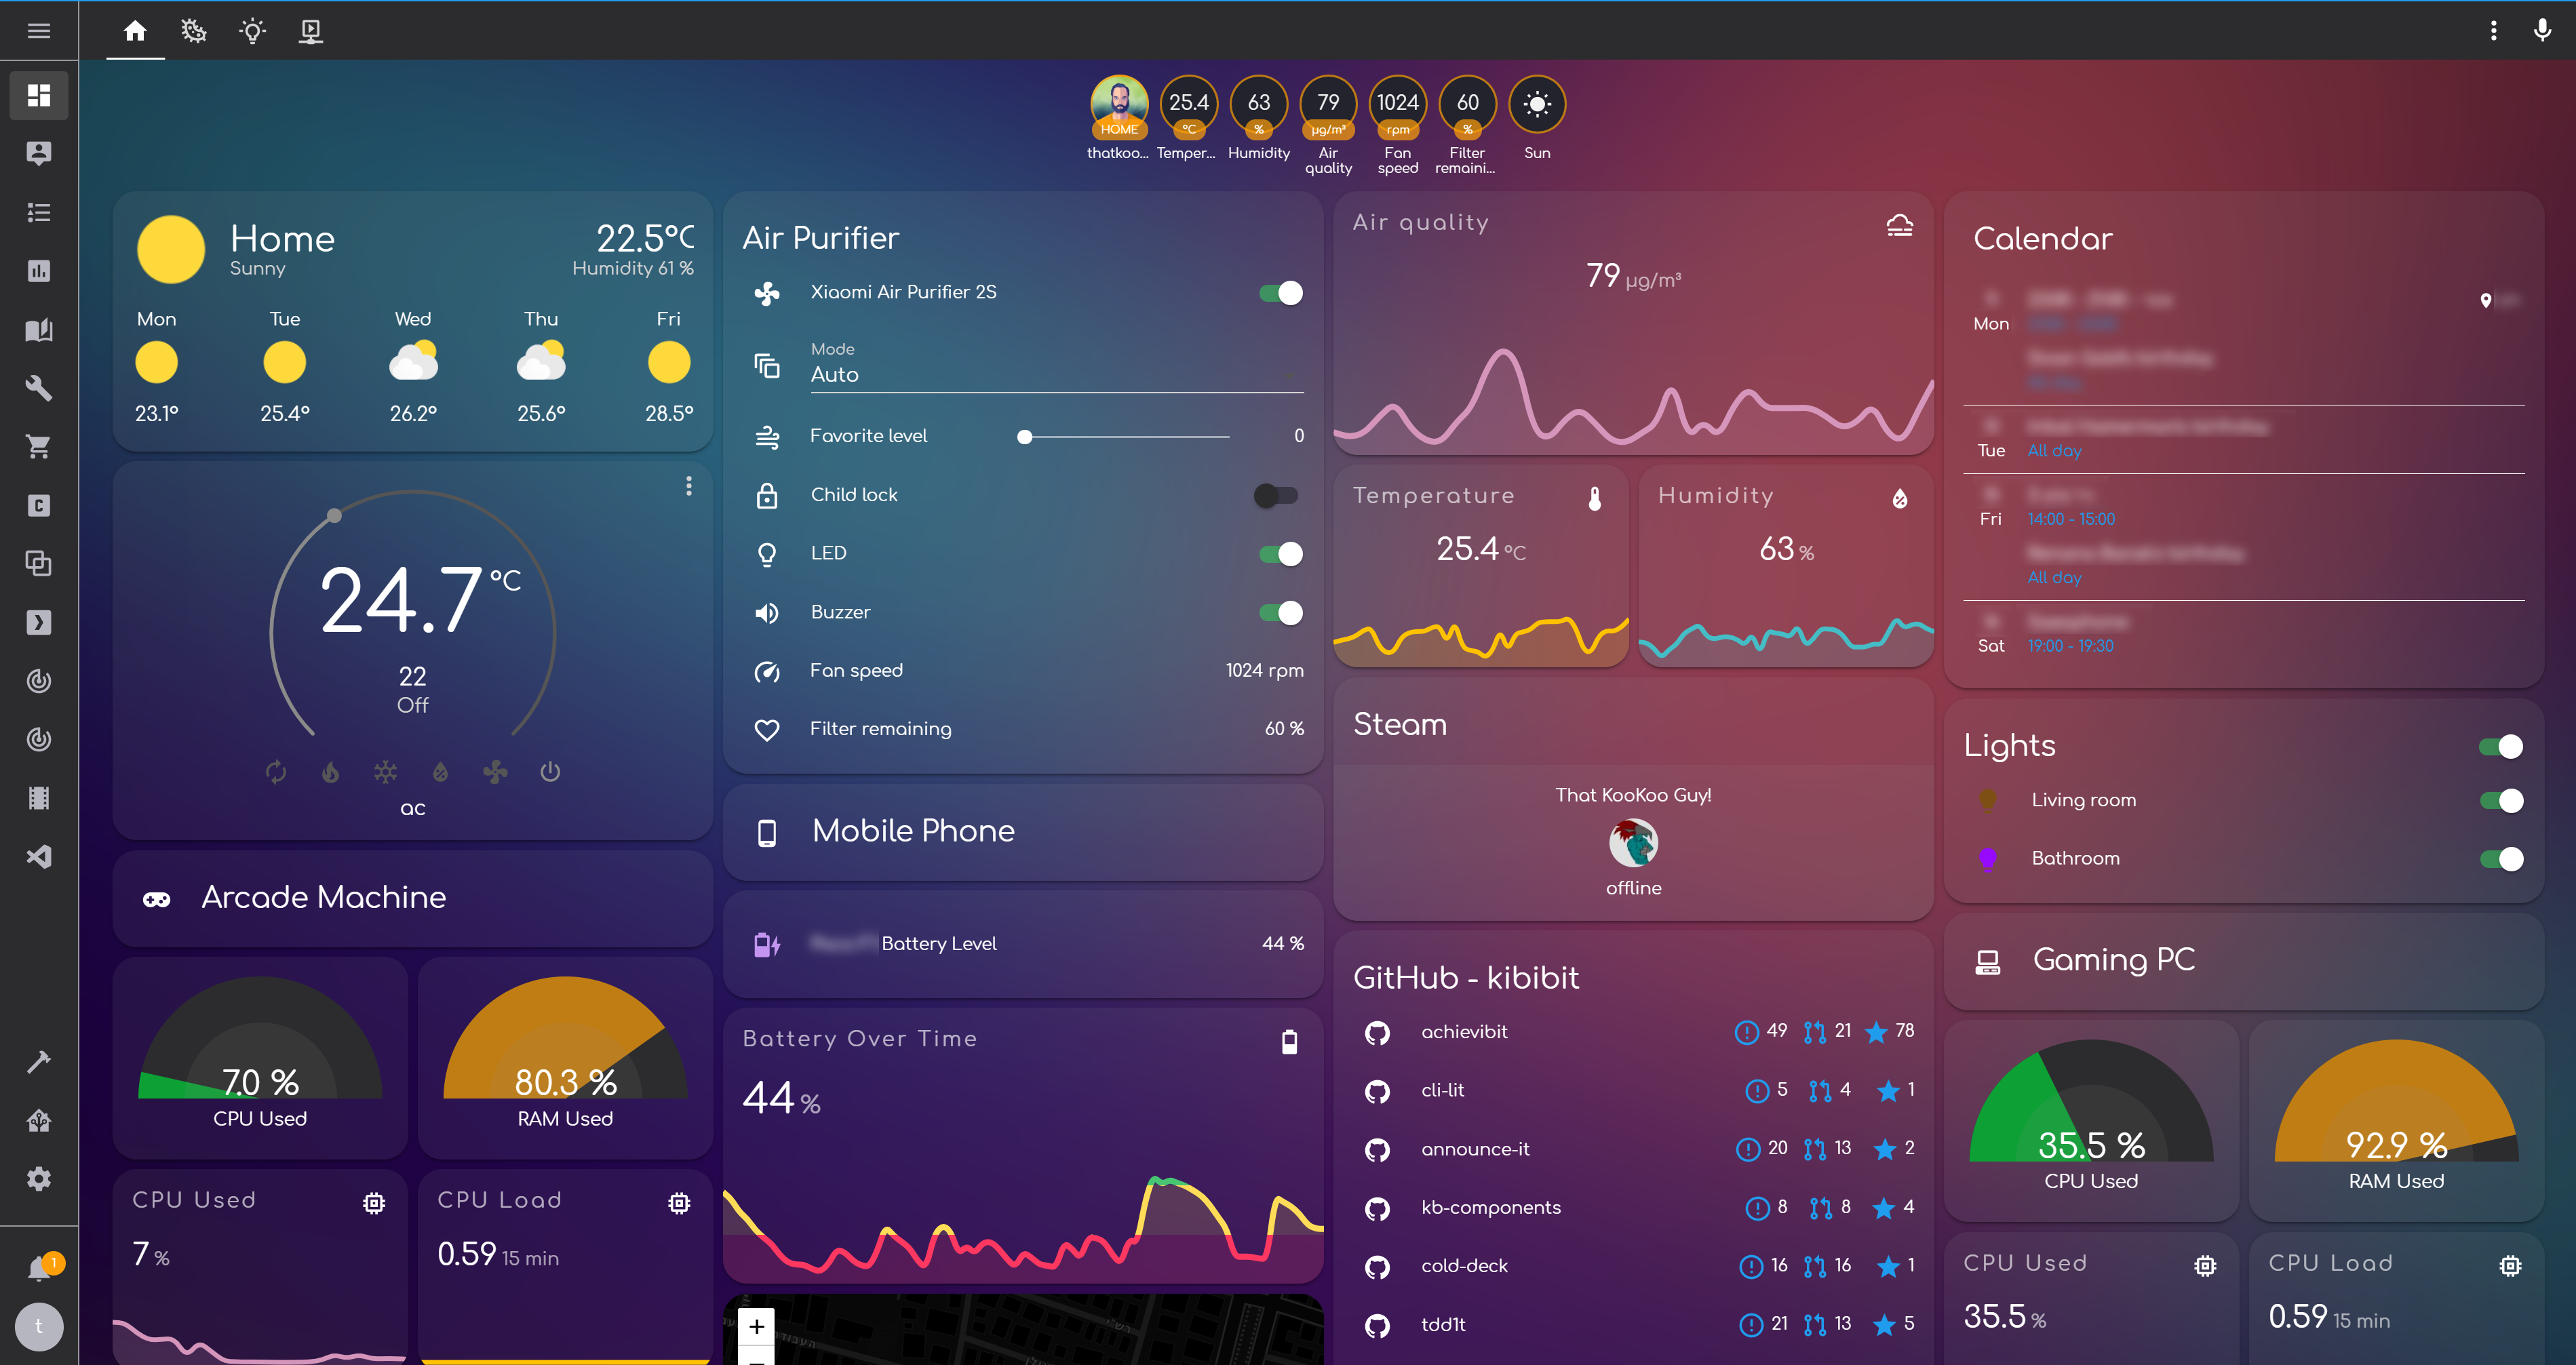 HOME
25.4
°C
63
%
79
µg/m³
1024
rpm
60
%
thatkoo...
Temper...
Humidity
Air
quality
Fan
speed
Filter
remaini...
Sun
Home
Sunny
22.5°C
Humidity 61 %
Mon Tue Wed Thu Fri
23.1° 25.4° 26.2° 25.6° 28.5°
24.7 °C
22
Off
ac
Arcade Machine
7.0 %
CPU Used
80.3 %
RAM Used
CPU Used
7 %
CPU Load
0.59 15 min
1
t
Air Purifier
Xiaomi Air Purifier 2S
Mode
Auto
Favorite level 0
Child lock
LED
Buzzer
Fan speed 1024 rpm
Filter remaining 60 %
Mobile Phone
Battery Level 44 %
Battery Over Time
44 %
+
−
Air quality
79 µg/m³
Temperature
25.4 °C
Humidity
63 %
Steam
That KooKoo Guy!
offline
GitHub - kibibit
achievibit 49 21 78
cli-lit 5 4 1
announce-it 20 13 2
kb-components 8 8 4
cold-deck 16 16 1
tdd1t 21 13 5
Calendar
Mon
Tue
All day
Fri
14:00 - 15:00
All day
Sat
19:00 - 19:30
Lights
Living room
Bathroom
Gaming PC
35.5 %
CPU Used
92.9 %
RAM Used
CPU Used
35.5 %
CPU Load
0.59 15 min